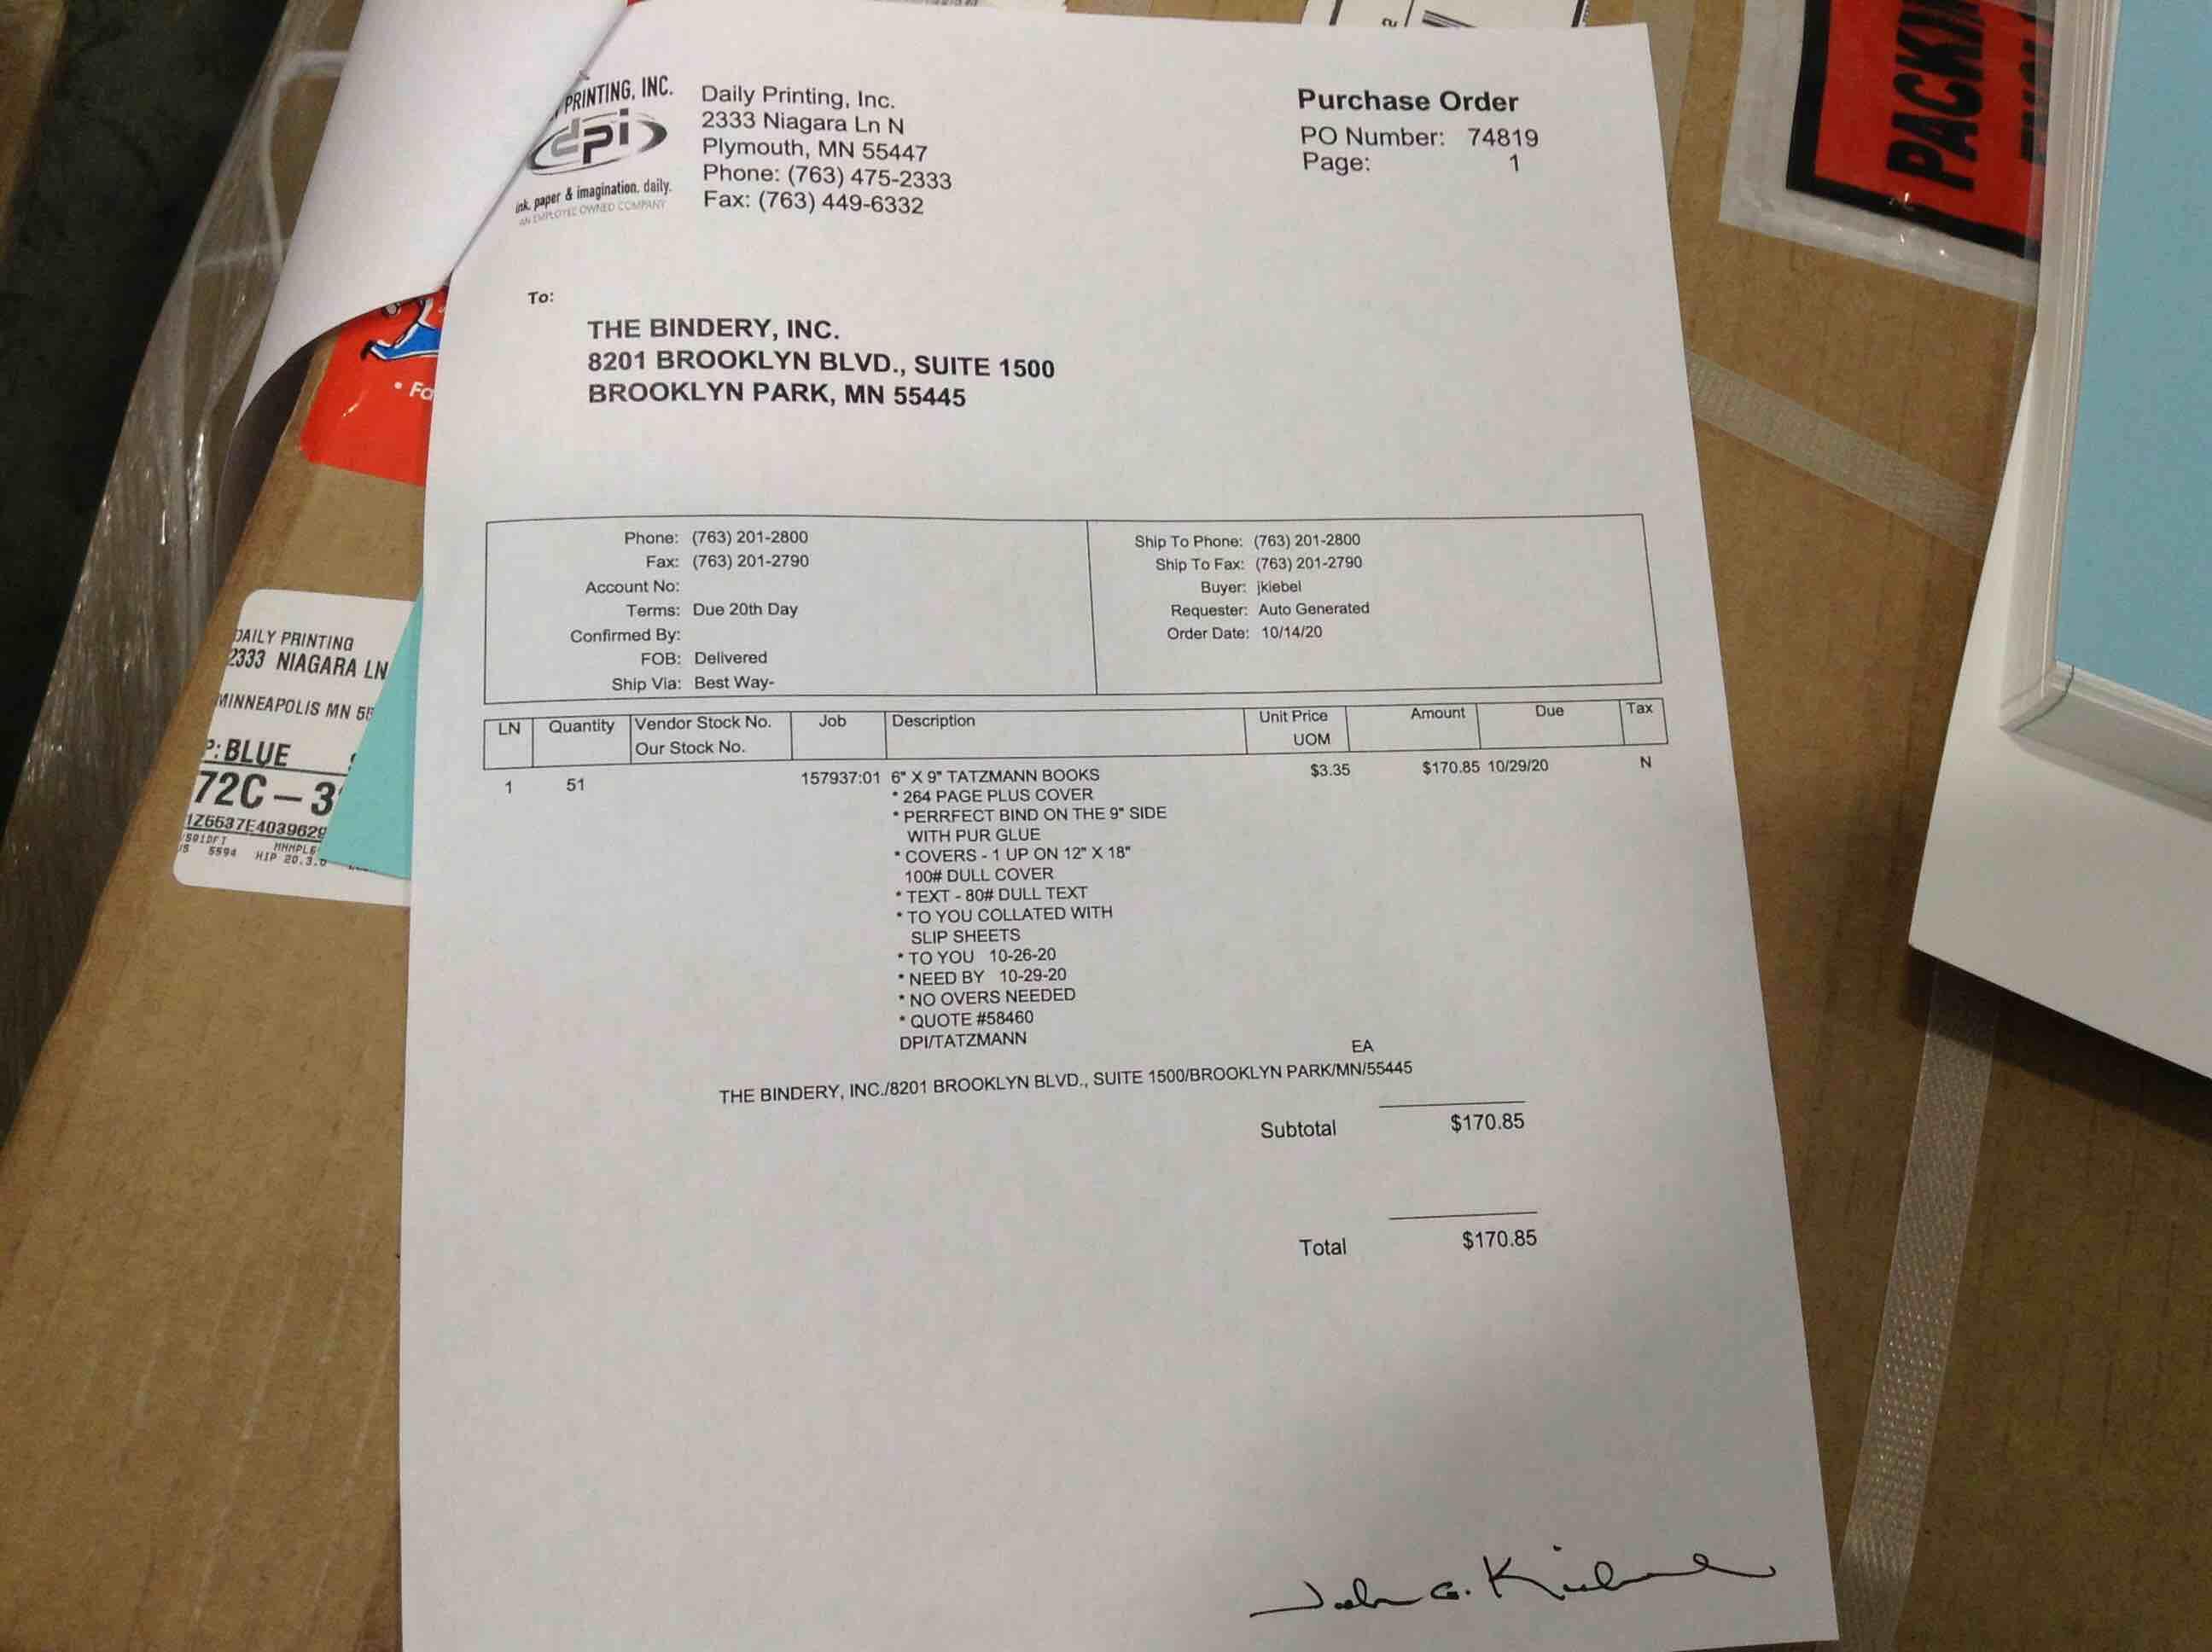 PRINTING, INC.
dpi
ink, paper & imagination. daily.
AN EMPLOYEE OWNED COMPANY
Daily Printing, Inc.
2333 Niagara Ln N
Plymouth, MN 55447
Phone: (763) 475-2333
Fax: (763) 449-6332
Purchase Order
PO Number: 74819
Page: 1
To:
THE BINDERY, INC.
8201 BROOKLYN BLVD., SUITE 1500
BROOKLYN PARK, MN 55445
Phone: (763) 201-2800
Fax: (763) 201-2790
Account No:
Terms: Due 20th Day
Confirmed By:
FOB: Delivered
Ship Via: Best Way-
Ship To Phone: (763) 201-2800
Ship To Fax: (763) 201-2790
Buyer: jkiebel
Requester: Auto Generated
Order Date: 10/14/20
LN Quantity Vendor Stock No. Job Description Unit Price Amount Due Tax
Our Stock No. UOM
1 51 157937:01 6" X 9" TATZMANN BOOKS $3.35 $170.85 10/29/20 N
* 264 PAGE PLUS COVER
* PERRFECT BIND ON THE 9" SIDE
WITH PUR GLUE
* COVERS - 1 UP ON 12" X 18"
100# DULL COVER
* TEXT - 80# DULL TEXT
* TO YOU COLLATED WITH
SLIP SHEETS
* TO YOU 10-26-20
* NEED BY 10-29-20
* NO OVERS NEEDED
* QUOTE #58460
DPI/TATZMANN
EA
THE BINDERY, INC./8201 BROOKLYN BLVD., SUITE 1500/BROOKLYN PARK/MN/55445
Subtotal $170.85
Total $170.85
John G.
DAILY PRINTING
2333 NIAGARA LN
MINNEAPOLIS MN
P: BLUE
72C – 3
1Z6637E4039629
5594 HIP 20.3.0
• Fo
PACKIN